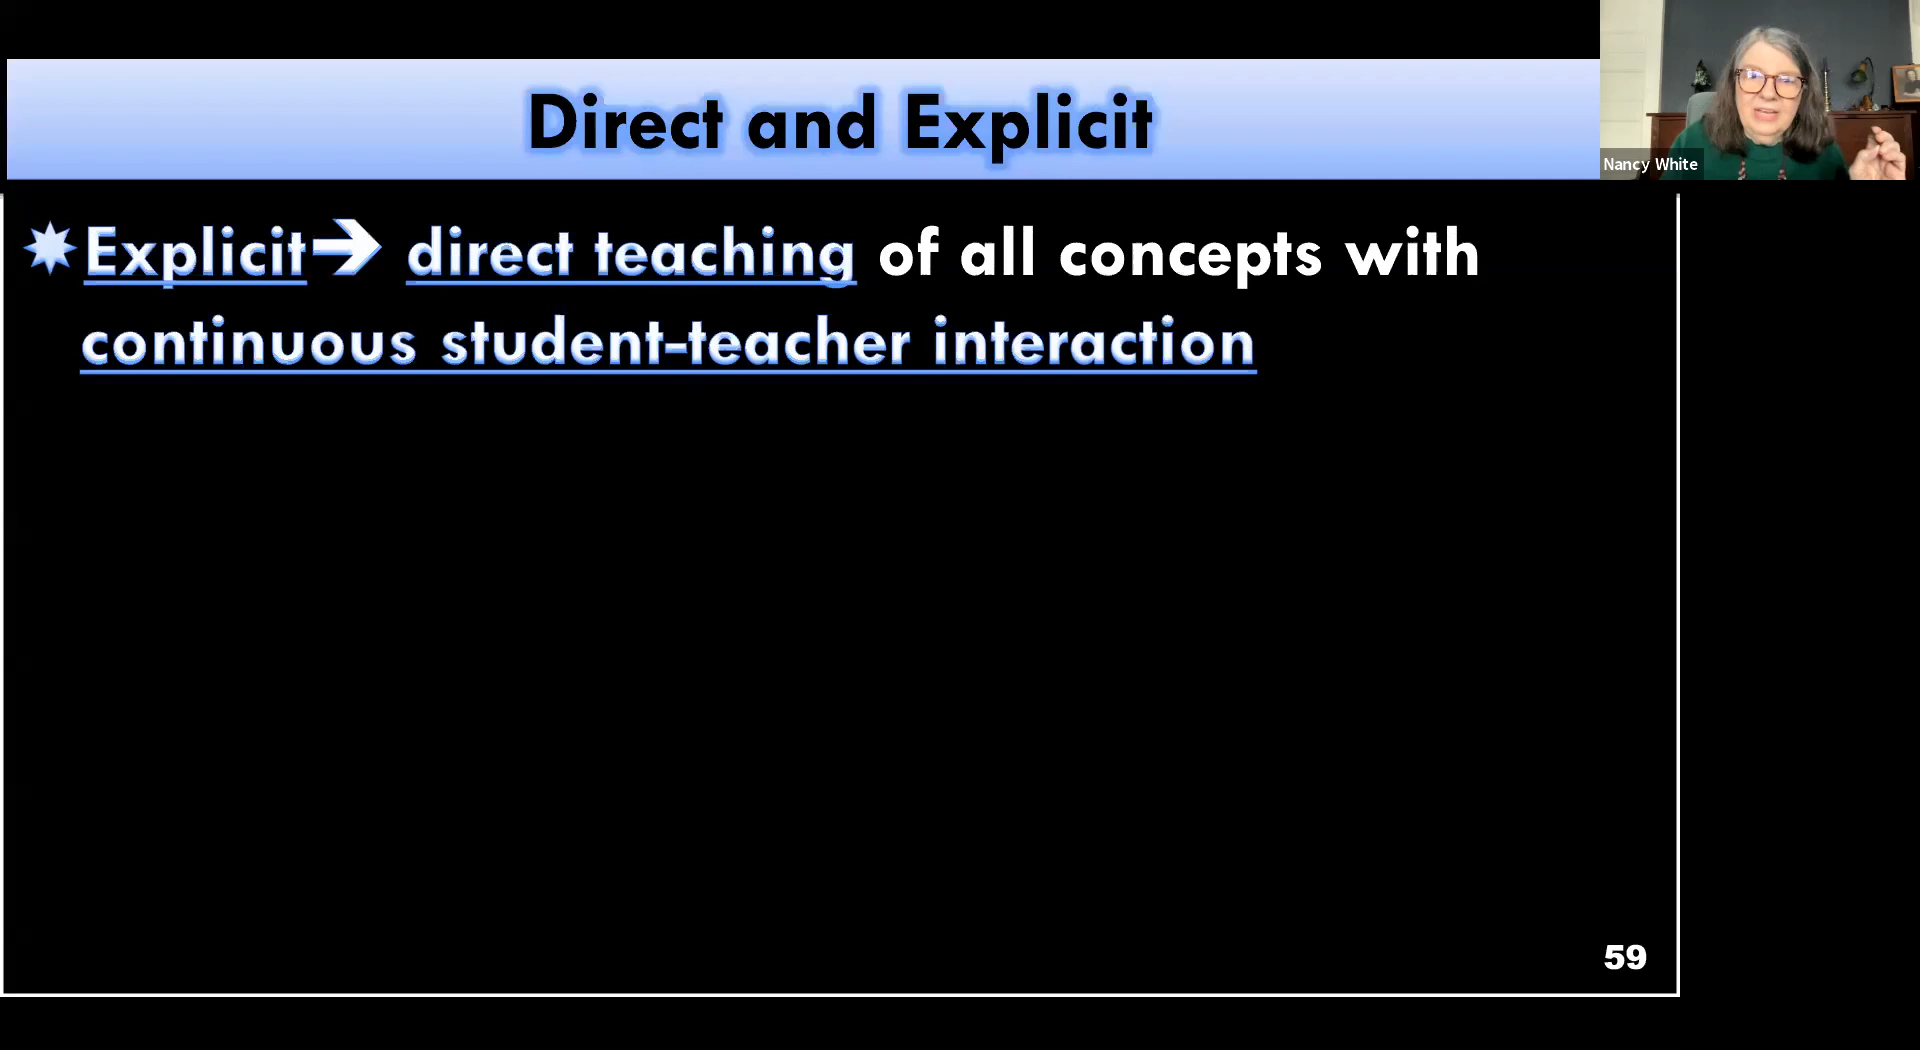 Direct and Explicit
Nancy White
Explicit→ direct teaching of all concepts with
continuous student-teacher interaction
59